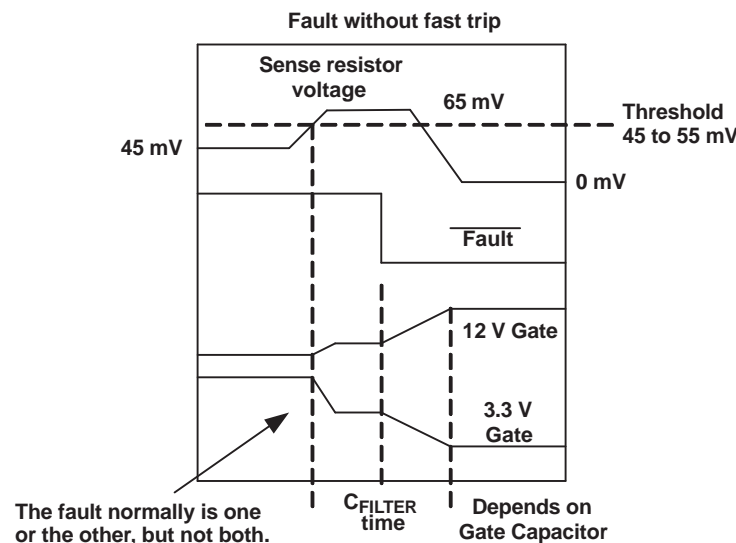 Fault without fast trip
Sense resistor
voltage
65 mV
Threshold
45 to 55 mV
45 mV
0 mV
Fault
12 V Gate
3.3 V
Gate
The fault normally is one
or the other, but not both.
CFILTER
time
Depends on
Gate Capacitor